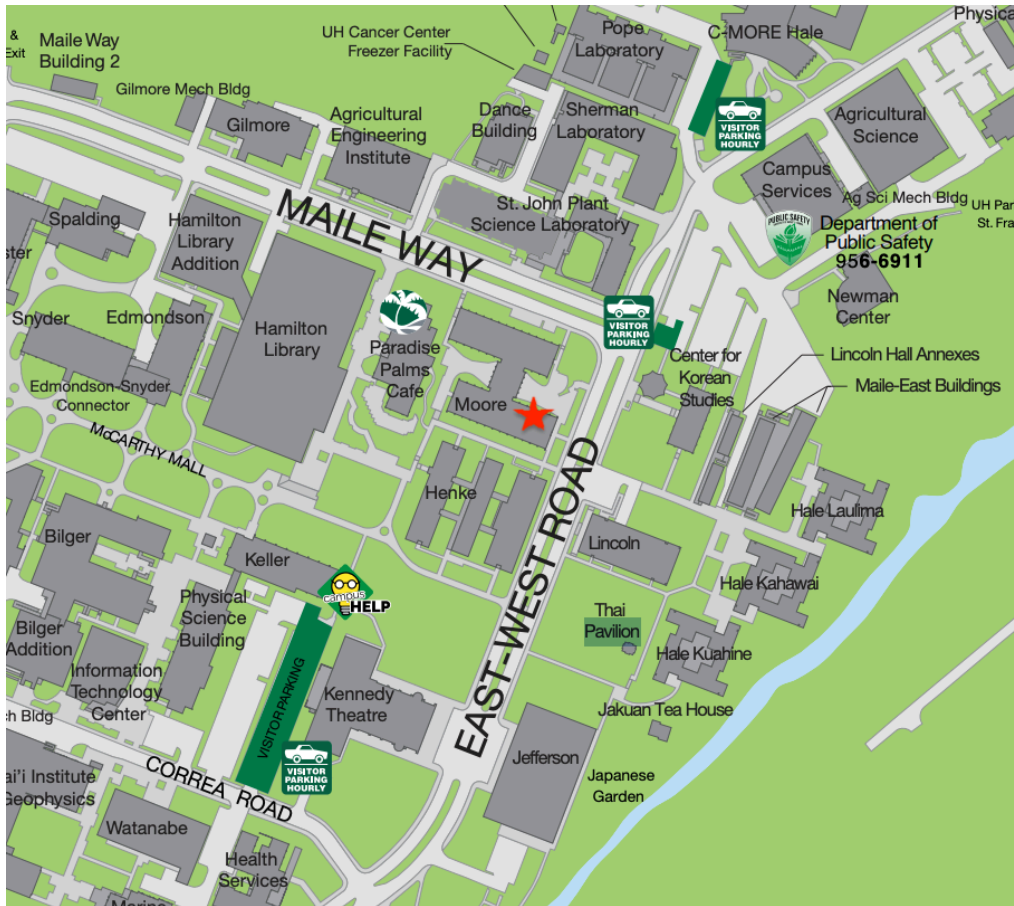 &
Exit
Maile Way
Building 2
UH Cancer Center
Freezer Facility
Pope
Laboratory
C-MORE Hale
Gilmore Mech Bldg
Gilmore
Agricultural
Engineering
Institute
Dance
Building
Sherman
Laboratory
VISITOR
PARKING
HOURLY
Agricultural
Science
Campus
Services
Ag Sci Mech Bldg
Spalding
Hamilton
Library
Addition
MAILE WAY
St. John Plant
Science Laboratory
PUBLIC SAFETY
Department of
Public Safety
956-6911
Newman
Center
Snyder
Edmondson
Hamilton
Library
Paradise
Palms
Cafe
VISITOR
PARKING
HOURLY
Center for
Korean
Studies
Lincoln Hall Annexes
Maile-East Buildings
Edmondson-Snyder
Connector
Moore
McCARTHY MALL
Henke
EAST-WEST ROAD
Hale Laulima
Bilger
Keller
Lincoln
Hale Kahawai
campus
HELP
Physical
Science
Building
Thai
Pavilion
Hale Kuahine
Bilger
Addition
Information
Technology
Center
VISITOR PARKING
Kennedy
Theatre
Jakuan Tea House
Jefferson
Japanese
Garden
VISITOR
PARKING
HOURLY
CORREA ROAD
Watanabe
Health
Services